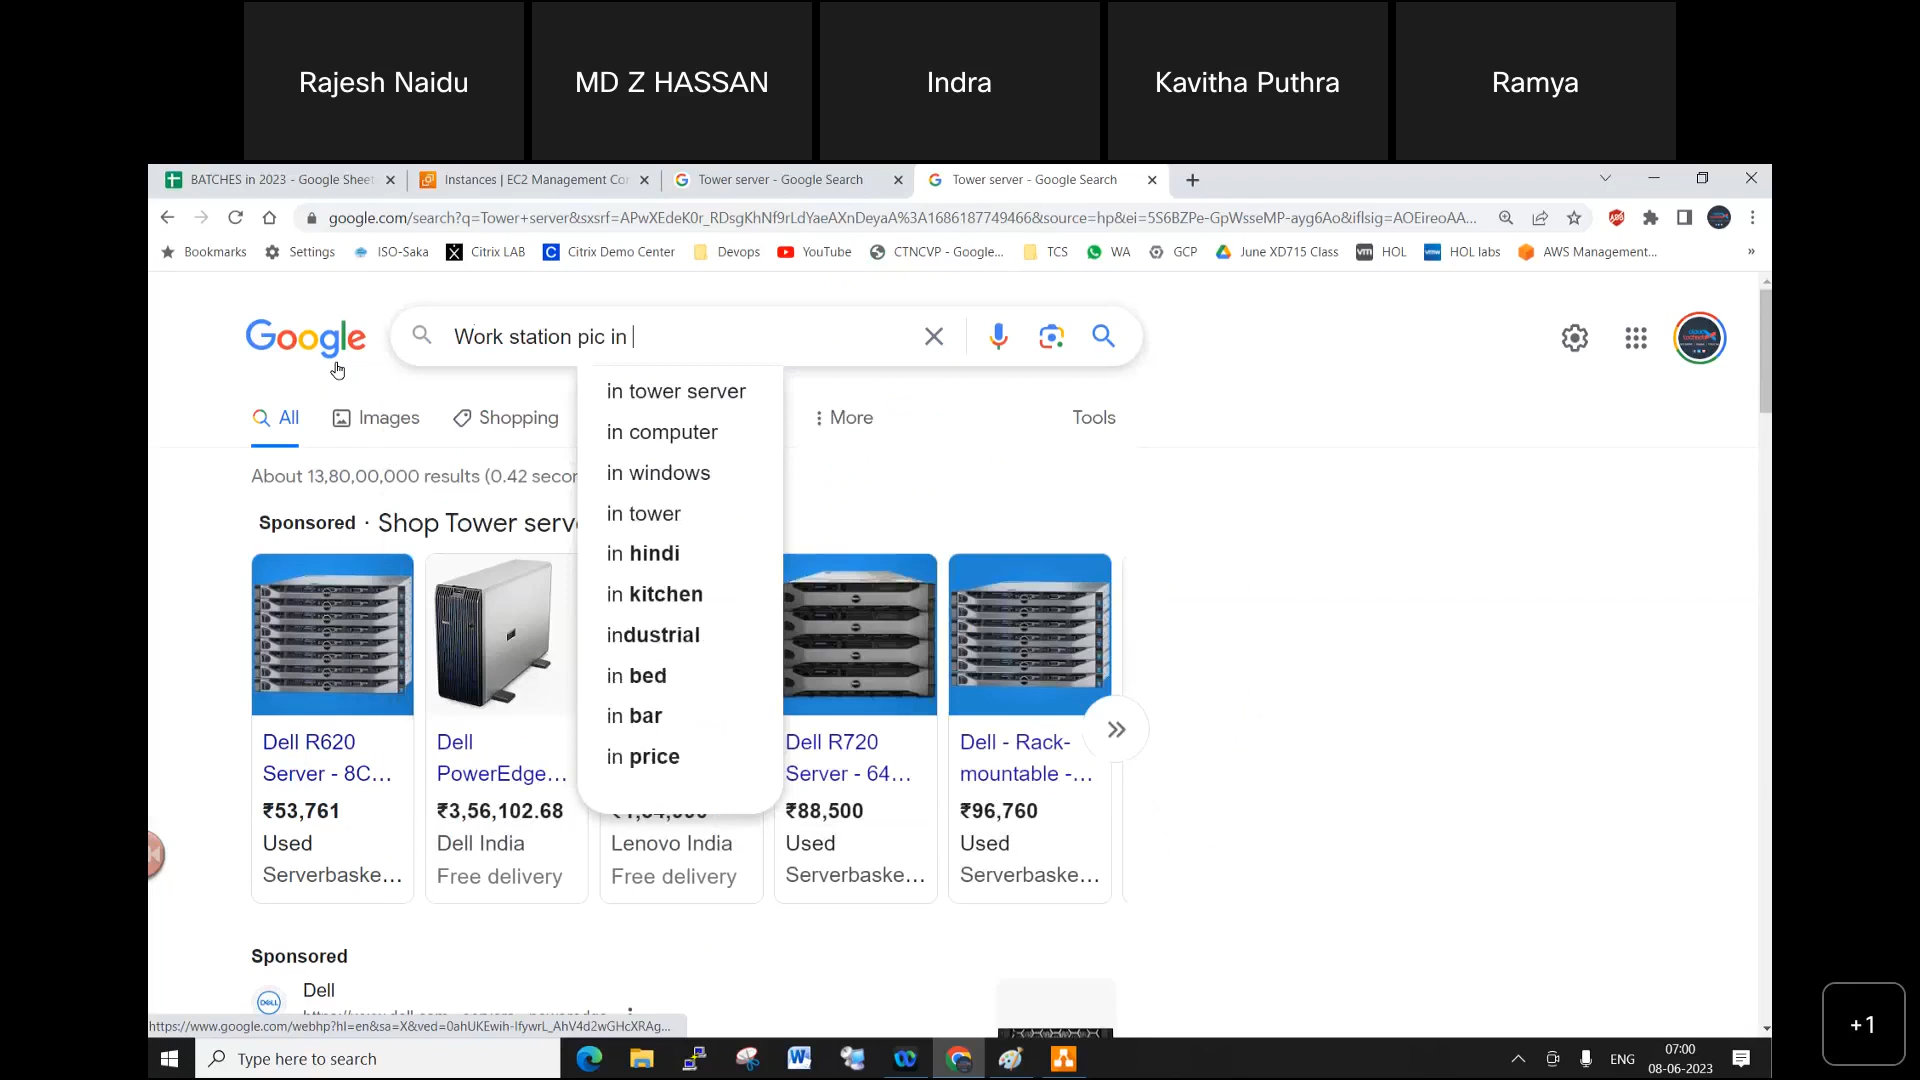 Rajesh Naidu
MD Z HASSAN
Indra
Kavitha Puthra
Ramya
BATCHES in 2023 - Google Sheet
Instances | EC2 Management Con
Tower server - Google Search
Tower server - Google Search
google.com/search?q=Tower+server&sxsrf=APwXEdeK0r_RDsgKhNf9rLdYaeAXnDeyaA%3A1686187749466&source=hp&ei=5S6BZPe-GpWsseMP-ayg6Ao&iflsig=AOEireoAA...
Bookmarks
Settings
ISO-Saka
Citrix LAB
Citrix Demo Center
Devops
YouTube
CTNCVP - Google...
TCS
WA
GCP
June XD715 Class
HOL
HOL labs
AWS Management...
Google
Work station pic in
in tower server
in computer
in windows
in tower
in hindi
in kitchen
industrial
in bed
in bar
in price
All
Images
Shopping
More
Tools
About 13,80,00,000 results (0.42 secon
Sponsored · Shop Tower serve
Dell R620
Server - 8C...
₹53,761
Used
Serverbaske...
Dell
PowerEdge...
₹3,56,102.68
Dell India
Free delivery
Lenovo India
Free delivery
Dell R720
Server - 64...
₹88,500
Used
Serverbaske...
Dell - Rack-
mountable -...
₹96,760
Used
Serverbaske...
Sponsored
DELL
Dell
https://www.google.com/webhp?hl=en&sa=X&ved=0ahUKEwih-IfywrL_AhV4d2wGHcXRAg...
+1
Type here to search
ENG
07:00
08-06-2023